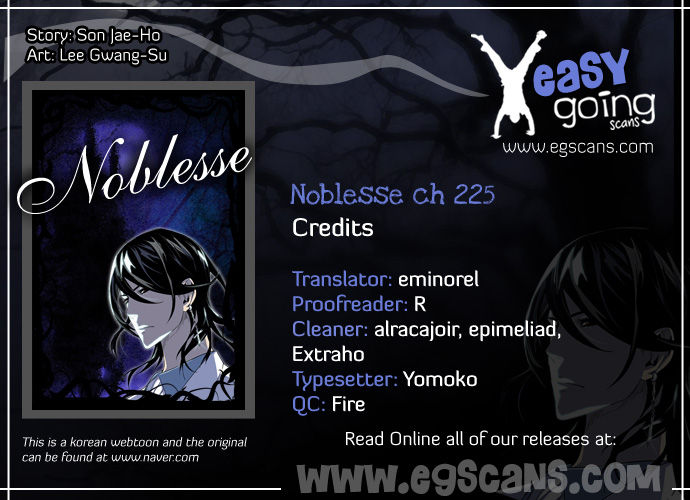 Story: Son Jae-Ho
Art: Lee Gwang-Su
easy
going
scans
www.egscans.com
Noblesse
Noblesse ch 225
Credits
Translator: eminorel
Proofreader: R
Cleaner: alracajoir, epimeliad,
Extraho
Typesetter: Yomoko
QC: Fire
This is a korean webtoon and the original
can be found at www.naver.com
Read Online all of our releases at:
www.egscans.com